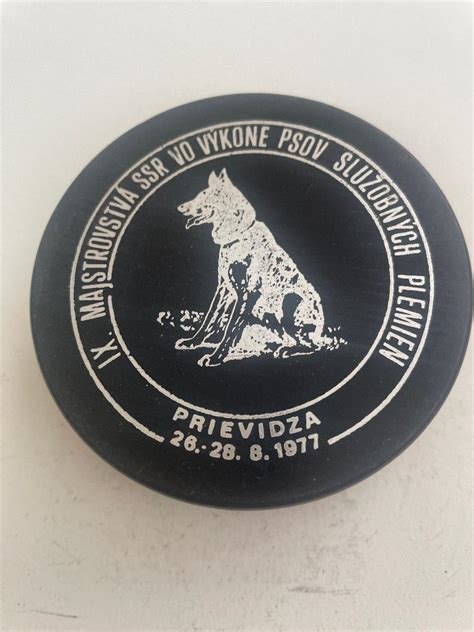 IX. MAJSTROVSTVÁ SSR VO VÝKONE PSOV SLUŽOBNÝCH PLEMIEN
PRIEVIDZA
26.-28. 8. 1977